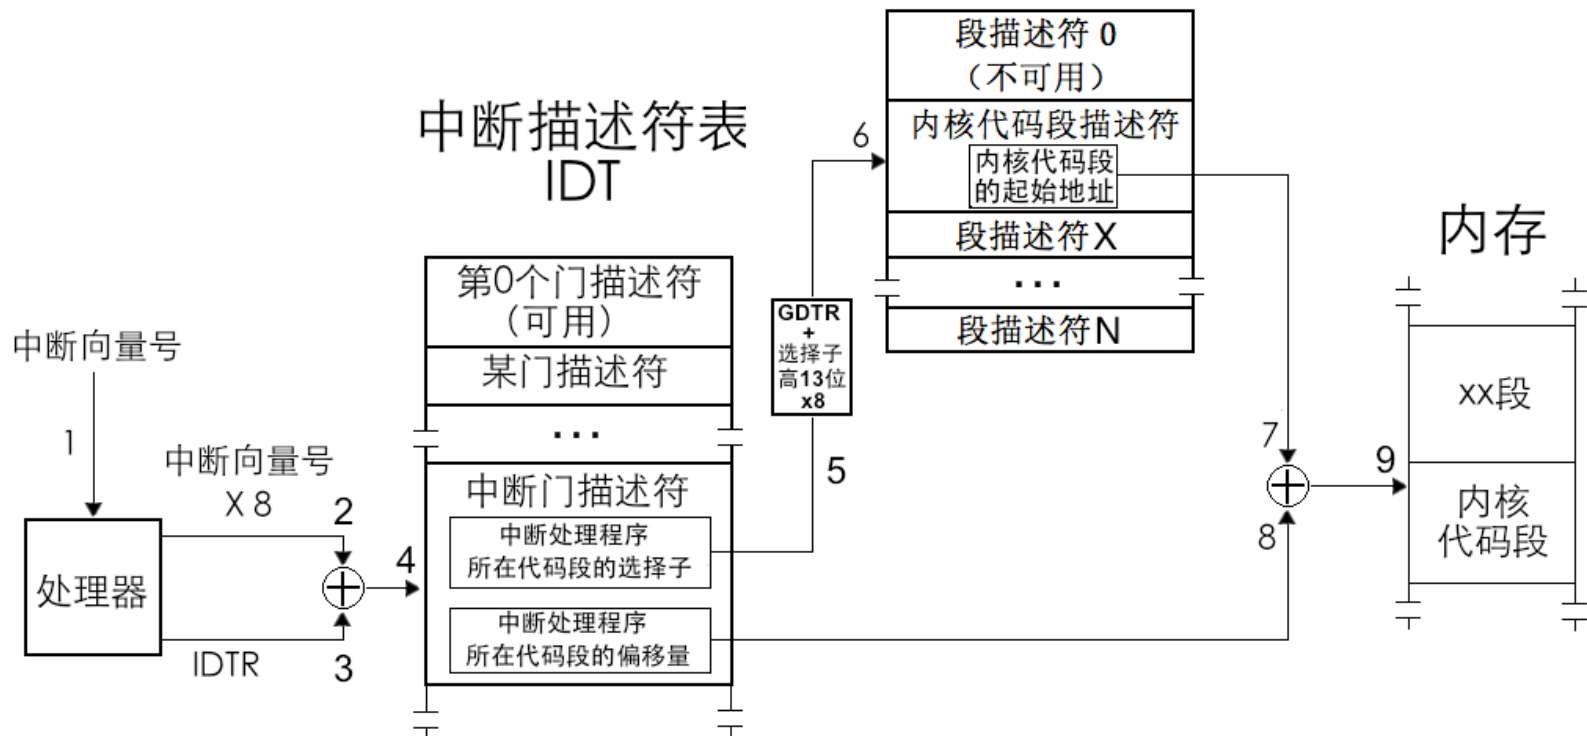 中断描述符表
IDT
中断向量号
1
中断向量号
X 8
2
处理器
IDTR
3
4
第0个门描述符
（可用）
某门描述符
...
中断门描述符
中断处理程序
所在代码段的选择子
中断处理程序
所在代码段的偏移量
5
GDTR
+
选择子
高13位
x8
6
段描述符 0
（不可用）
内核代码段描述符
内核代码段
的起始地址
段描述符X
...
段描述符N
7
8
9
内存
xx段
内核
代码段